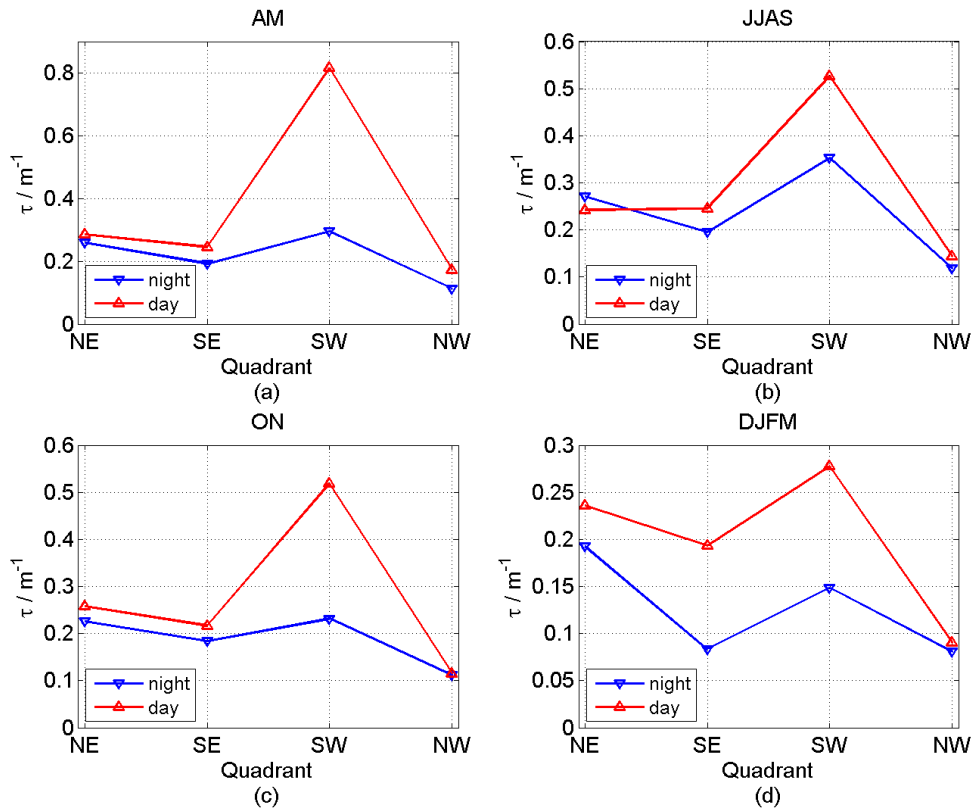 AM
τ / m-1
0.8
0.6
0.4
0.2
0
night
day
NE
SE
SW
NW
Quadrant
(a)
JJAS
τ / m-1
0.6
0.5
0.4
0.3
0.2
0.1
0
night
day
NE
SE
SW
NW
Quadrant
(b)
ON
τ / m-1
0.6
0.5
0.4
0.3
0.2
0.1
0
night
day
NE
SE
SW
NW
Quadrant
(c)
DJFM
τ / m-1
0.3
0.25
0.2
0.15
0.1
0.05
0
night
day
NE
SE
SW
NW
Quadrant
(d)